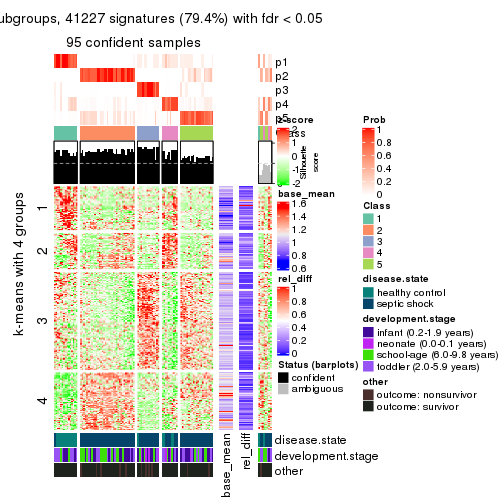 ubgroups, 41227 signatures (79.4%) with fdr < 0.05
95 confident samples
p1
p2
p3
p4
p5
Class
z-score
2
1
0
-1
-2
Silhouette
score
Prob
1
0.8
0.6
0.4
0.2
0
base_mean
1.6
1.4
1.2
1
0.8
0.6
Class
1
2
3
4
5
rel_diff
1
0.8
0.6
0.4
0.2
0
disease.state
healthy control
septic shock
development.stage
infant (0.2-1.9 years)
neonate (0.0-0.1 years)
school-age (6.0-9.8 years)
toddler (2.0-5.9 years)
Status (barplots)
confident
ambiguous
other
outcome: nonsurvivor
outcome: survivor
k-means with 4 groups
1
2
3
4
disease.state
development.stage
other
base_mean
rel_diff